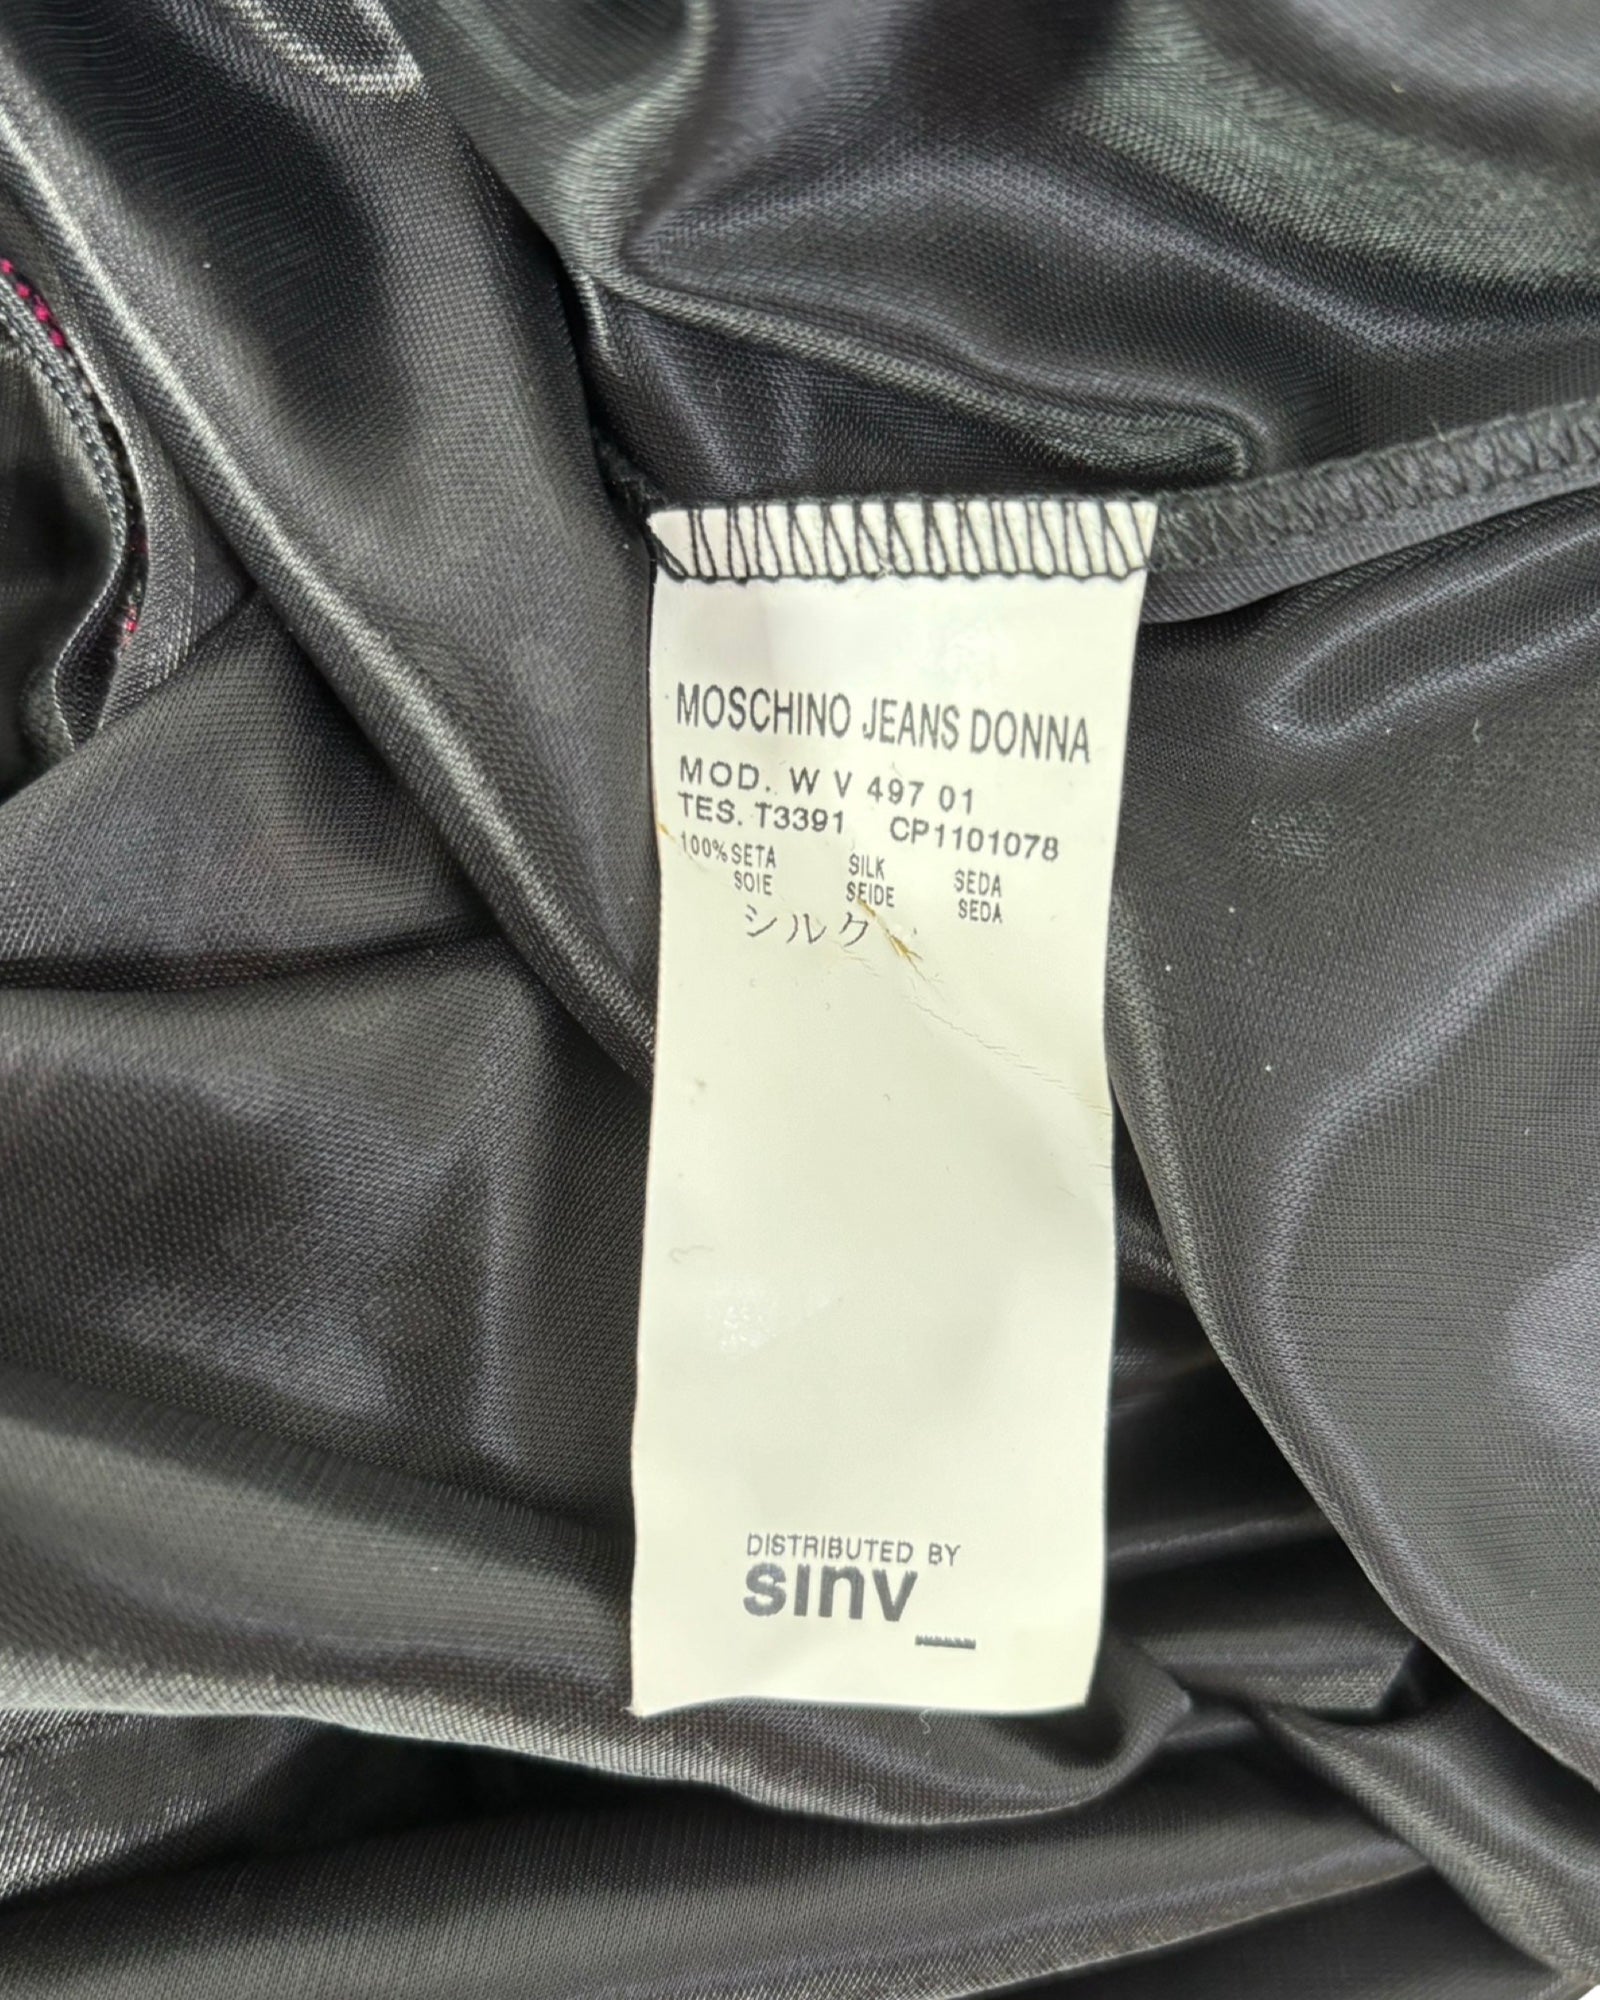 MOSCHINO JEANS DONNA
MOD. W V 497 01
TES. T3391 CP1101078
100% SETA SILK SEDA
SOIE SEIDE SEDA
シルク
DISTRIBUTED BY
sinv